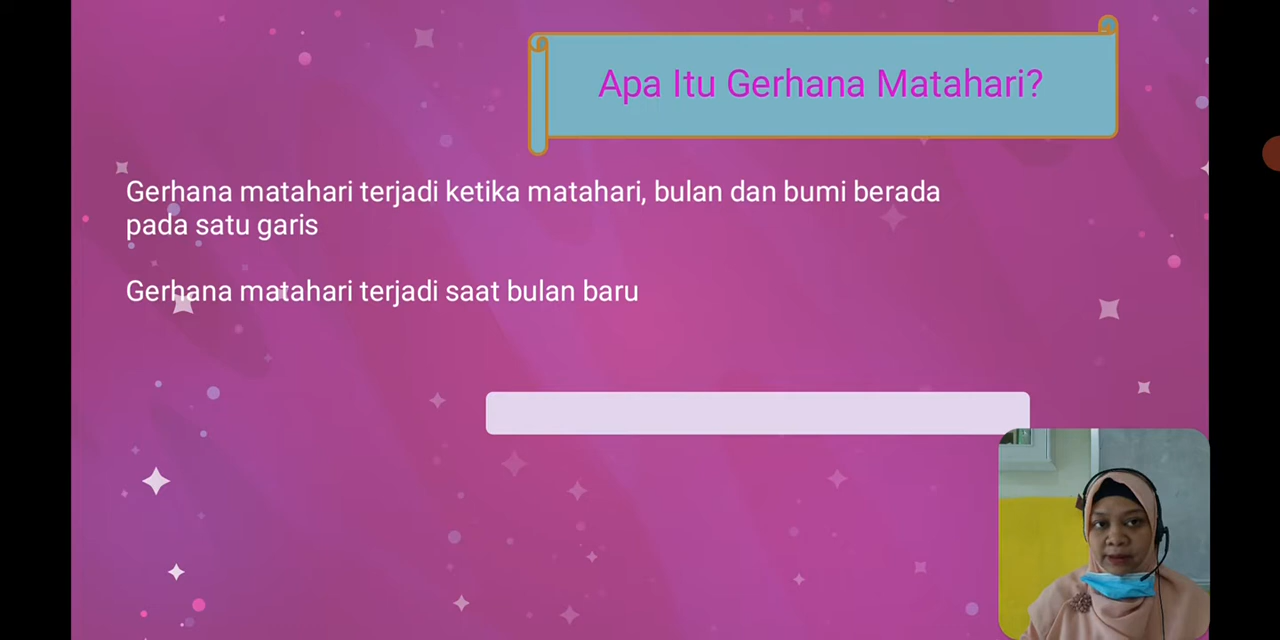 Apa Itu Gerhana Matahari?
Gerhana matahari terjadi ketika matahari, bulan dan bumi berada
pada satu garis
Gerhana matahari terjadi saat bulan baru